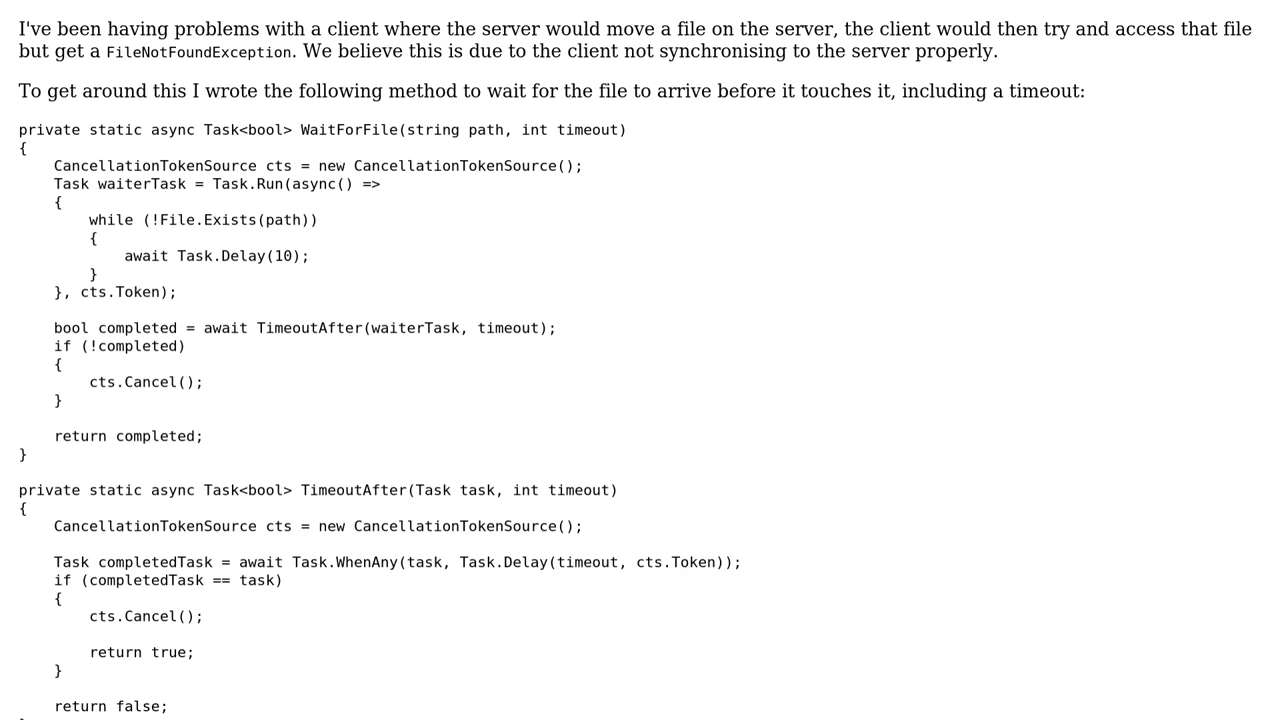 I've been having problems with a client where the server would move a file on the server, the client would then try and access that file
but get a FileNotFoundException. We believe this is due to the client not synchronising to the server properly.
To get around this I wrote the following method to wait for the file to arrive before it touches it, including a timeout:
private static async Task<bool> WaitForFile(string path, int timeout)
{
    CancellationTokenSource cts = new CancellationTokenSource();
    Task waiterTask = Task.Run(async() =>
    {
        while (!File.Exists(path))
        {
            await Task.Delay(10);
        }
    }, cts.Token);

    bool completed = await TimeoutAfter(waiterTask, timeout);
    if (!completed)
    {
        cts.Cancel();
    }

    return completed;
}

private static async Task<bool> TimeoutAfter(Task task, int timeout)
{
    CancellationTokenSource cts = new CancellationTokenSource();

    Task completedTask = await Task.WhenAny(task, Task.Delay(timeout, cts.Token));
    if (completedTask == task)
    {
        cts.Cancel();

        return true;
    }

    return false;